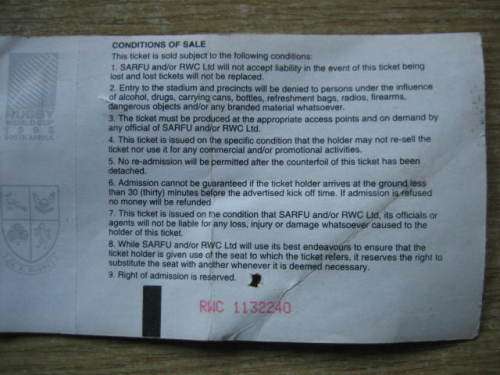 CONDITIONS OF SALE
This ticket is sold subject to the following conditions:
1. SARFU and/or RWC Ltd will not accept liability in the event of this ticket being
lost and lost tickets will not be replaced.
2. Entry to the stadium and precincts will be denied to persons under the influence
of alcohol, drugs, carrying cans, bottles, refreshment bags, radios, firearms,
dangerous objects and/or any branded material whatsoever.
3. The ticket must be produced at the appropriate access points and on demand by
any official of SARFU and/or RWC Ltd.
4. This ticket is issued on the specific condition that the holder may not re-sell the
ticket nor use it for any commercial and/or promotional activities.
5. No re-admission will be permitted after the counterfoil of this ticket has been
detached.
6. Admission cannot be guaranteed if the ticket holder arrives at the ground less
than 30 (thirty) minutes before the advertised kick off time. If admission is refused
no money will be refunded
7. This ticket is issued on the condition that SARFU and/or RWC Ltd, its officials or
agents will not be liable for any loss, injury or damage whatsoever caused to the
holder of this ticket.
8. While SARFU and/or RWC Ltd will use its best endeavours to ensure that the
ticket holder is given use of the seat to which the ticket refers, it reserves the right to
substitute the seat with another whenever it is deemed necessary.
9. Right of admission is reserved.
RWC 1132240